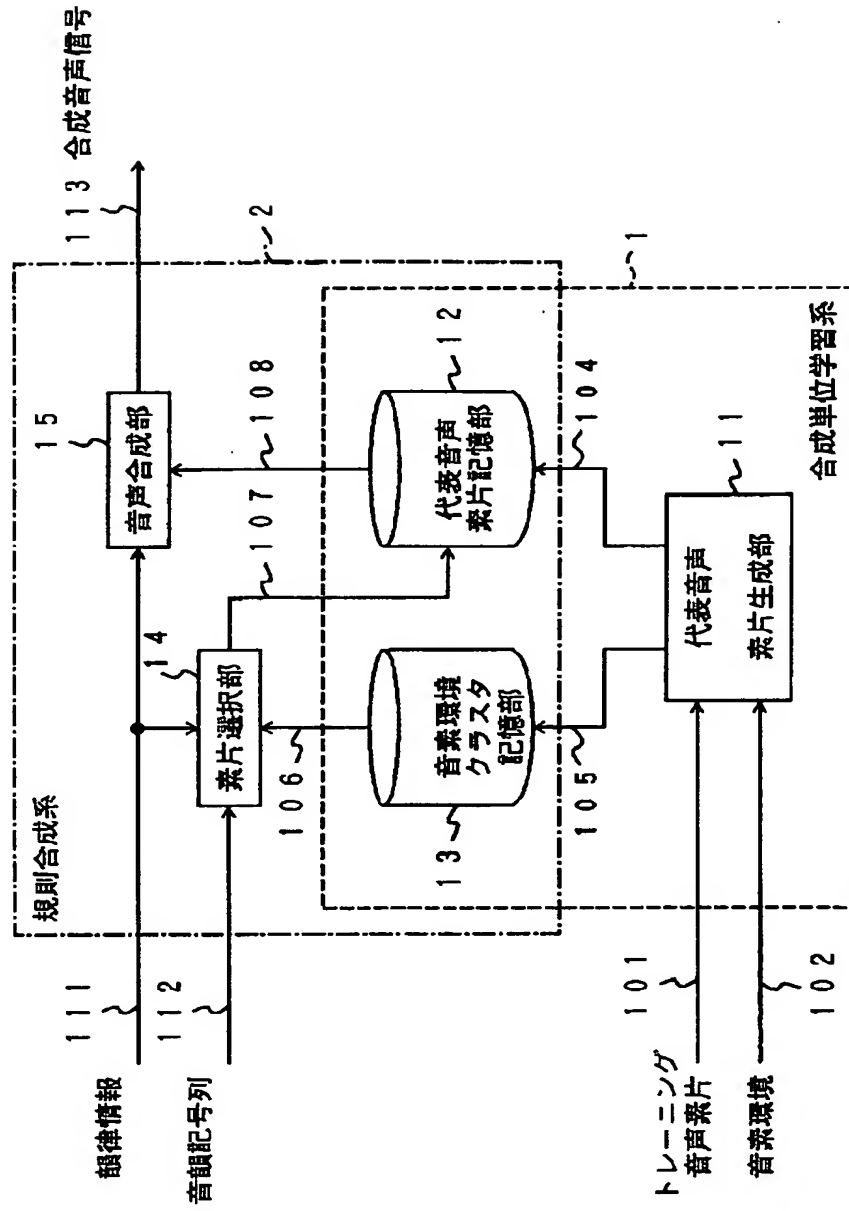 韻律情報
111
音韻記号列
112
規則合成系
素片選択部
14
音声合成部
15
113 合成音声信号
2
106
107
108
音素環境
クラスタ
記憶部
13
代表音声
素片記憶部
12
1
105
104
代表音声
素片生成部
11
合成単位学習系
トレーニング
音声素片
101
音素環境
102